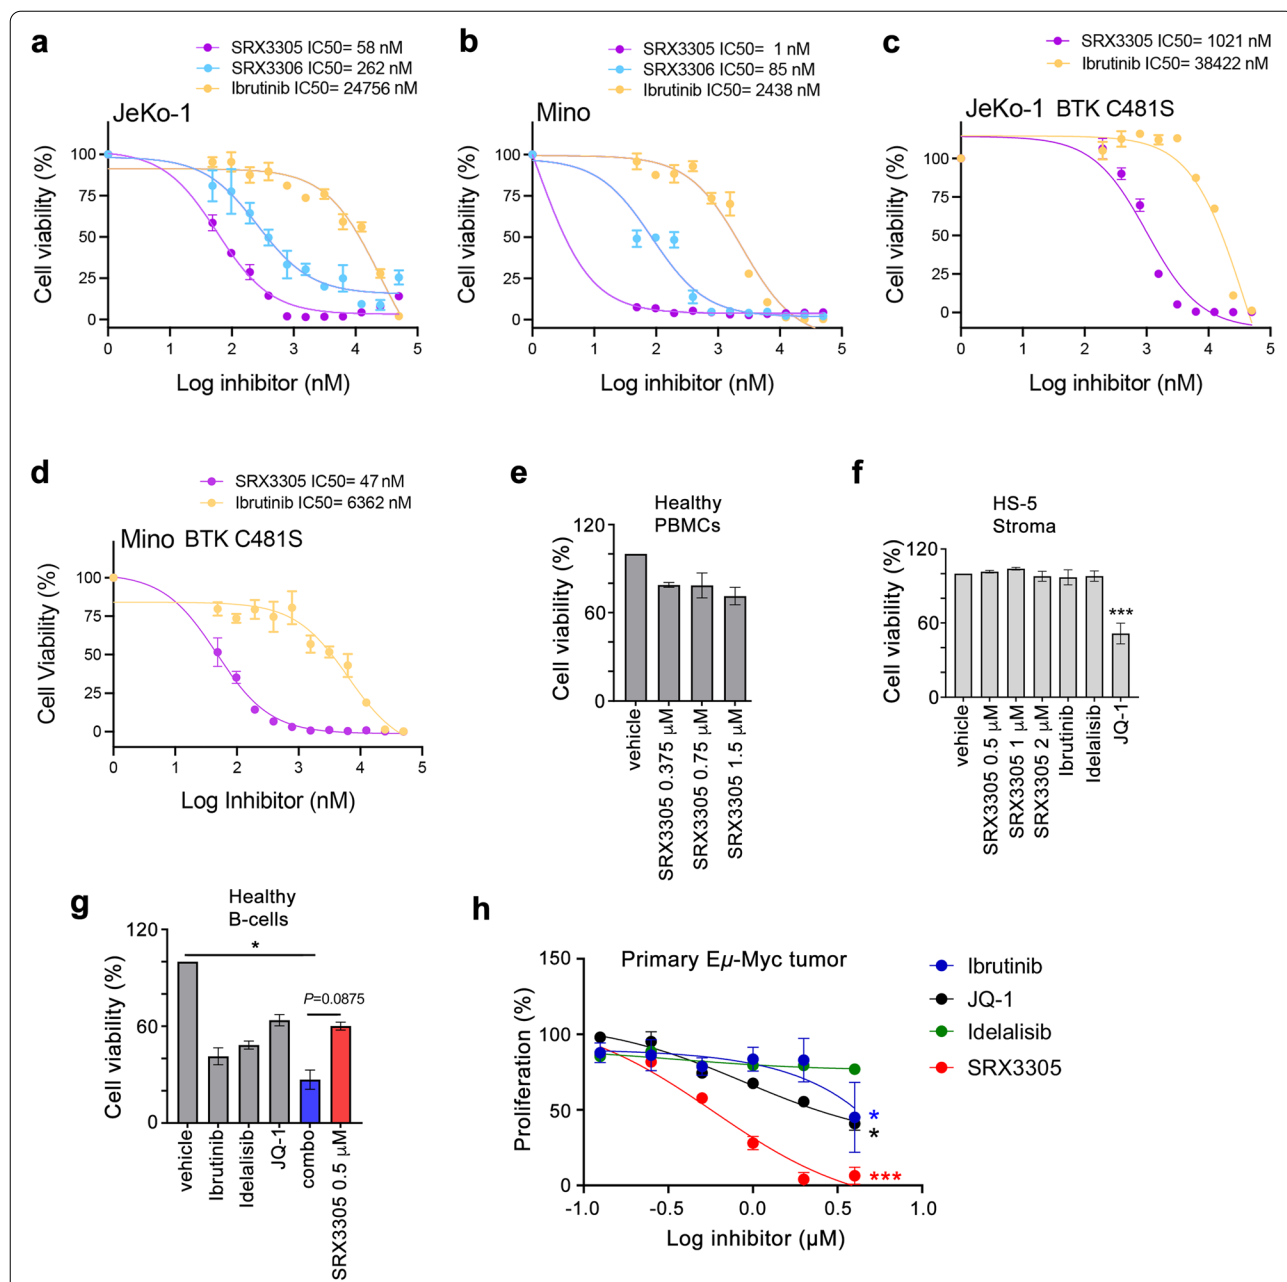 a
SRX3305 IC50= 58 nM
SRX3306 IC50= 262 nM
Ibrutinib IC50= 24756 nM
JeKo-1
Cell viability (%)
100
75
50
25
0
0 1 2 3 4 5
Log inhibitor (nM)
b
SRX3305 IC50= 1 nM
SRX3306 IC50= 85 nM
Ibrutinib IC50= 2438 nM
Mino
Cell viability (%)
100
75
50
25
0
0 1 2 3 4 5
Log inhibitor (nM)
c
SRX3305 IC50= 1021 nM
Ibrutinib IC50= 38422 nM
JeKo-1 BTK C481S
Cell viability (%)
100
75
50
25
0
0 1 2 3 4 5
Log inhibitor (nM)
d
SRX3305 IC50= 47 nM
Ibrutinib IC50= 6362 nM
Mino BTK C481S
Cell Viability (%)
100
75
50
25
0
0 1 2 3 4 5
Log Inhibitor (nM)
e
Healthy
PBMCs
Cell viability (%)
120
60
0
vehicle
SRX3305 0.375 µM
SRX3305 0.75 µM
SRX3305 1.5 µM
f
HS-5
Stroma
Cell viability (%)
120
60
0
***
vehicle
SRX3305 0.5 µM
SRX3305 1 µM
SRX3305 2 µM
Ibrutinib
Idelalisib
JQ-1
g
Healthy
B-cells
Cell viability (%)
120
60
0
*
P=0.0875
vehicle
Ibrutinib
Idelalisib
JQ-1
combo
SRX3305 0.5 µM
h
Primary Eµ-Myc tumor
Proliferation (%)
150
100
50
0
-1.0 -0.5 0.0 0.5 1.0
Log inhibitor (µM)
*
*
***
Ibrutinib
JQ-1
Idelalisib
SRX3305